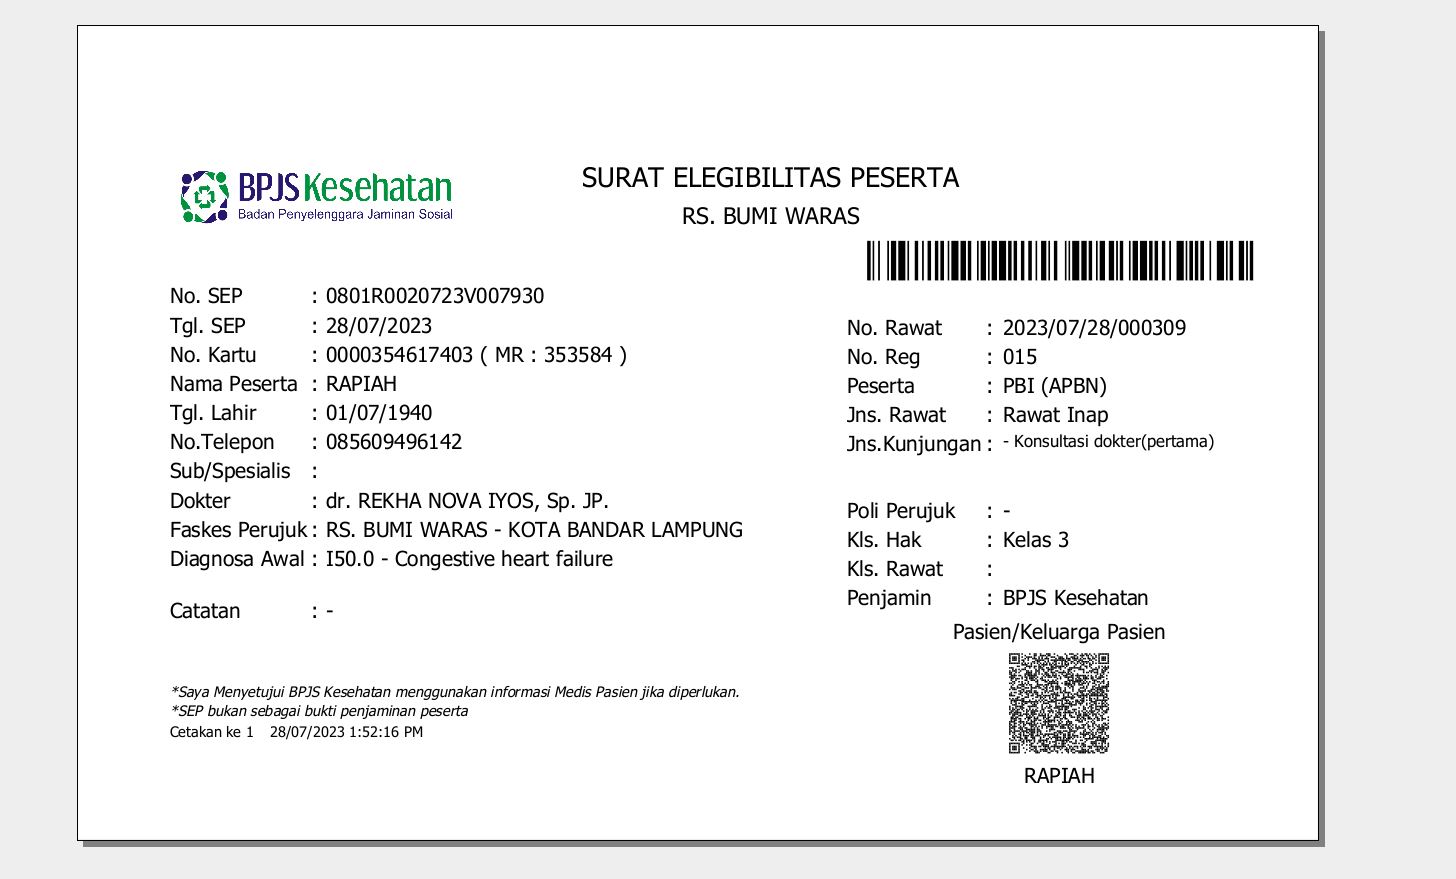 BPJS Kesehatan
Badan Penyelenggara Jaminan Sosial
SURAT ELEGIBILITAS PESERTA
RS. BUMI WARAS
No. SEP : 0801R0020723V007930
Tgl. SEP : 28/07/2023
No. Kartu : 0000354617403 ( MR : 353584 )
Nama Peserta : RAPIAH
Tgl. Lahir : 01/07/1940
No.Telepon : 085609496142
Sub/Spesialis :
Dokter : dr. REKHA NOVA IYOS, Sp. JP.
Faskes Perujuk : RS. BUMI WARAS - KOTA BANDAR LAMPUNG
Diagnosa Awal : I50.0 - Congestive heart failure
Catatan : -
No. Rawat : 2023/07/28/000309
No. Reg : 015
Peserta : PBI (APBN)
Jns. Rawat : Rawat Inap
Jns.Kunjungan : - Konsultasi dokter(pertama)
Poli Perujuk : -
Kls. Hak : Kelas 3
Kls. Rawat :
Penjamin : BPJS Kesehatan
Pasien/Keluarga Pasien
RAPIAH
*Saya Menyetujui BPJS Kesehatan menggunakan informasi Medis Pasien jika diperlukan.
*SEP bukan sebagai bukti penjaminan peserta
Cetakan ke 1 28/07/2023 1:52:16 PM